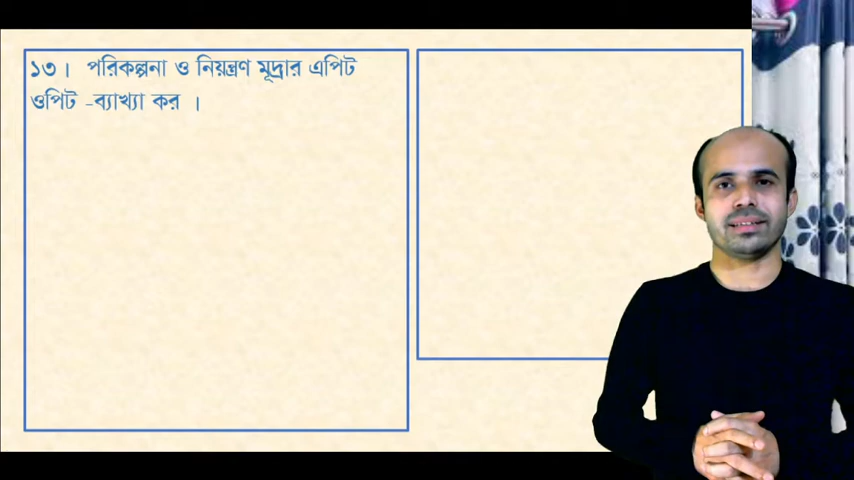 ১৩। পরিকল্পনা ও নিয়ন্ত্রণ মূদ্রার এপিট
ওপিট -ব্যাখ্যা কর ।